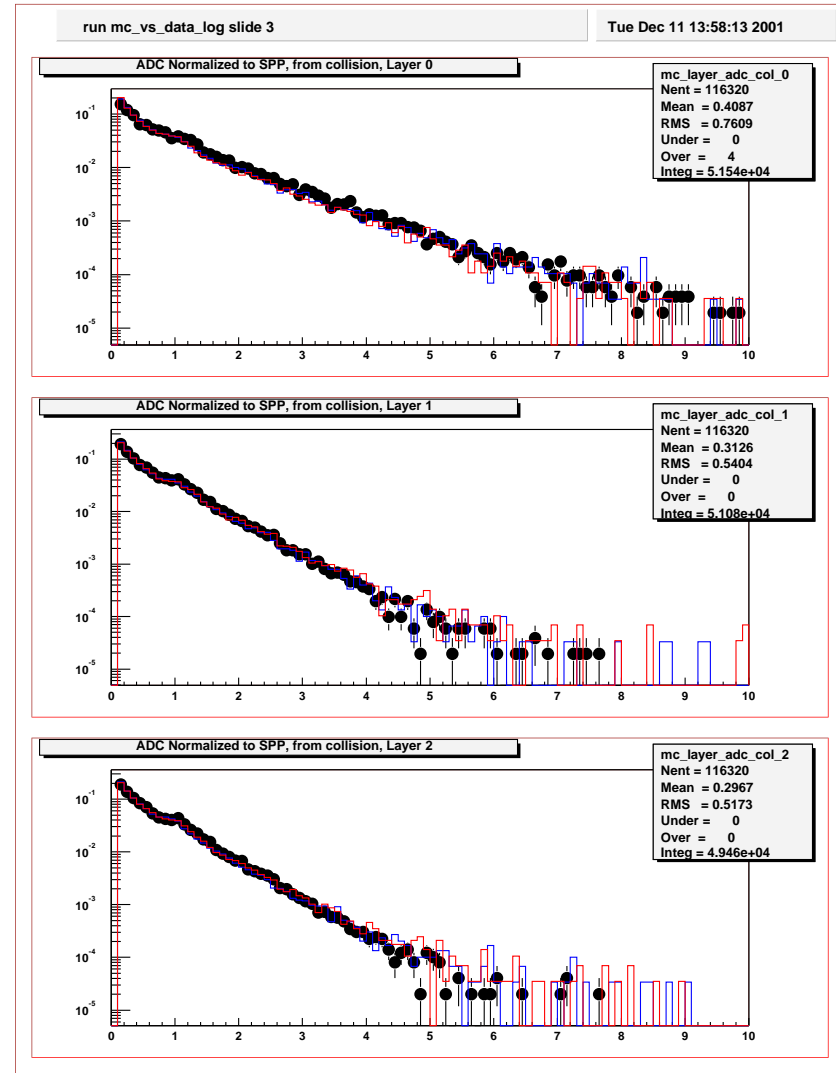 run mc_vs_data_log slide 3
Tue Dec 11 13:58:13 2001
ADC Normalized to SPP, from collision, Layer 0
mc_layer_adc_col_0
Nent = 116320
Mean = 0.4087
RMS = 0.7609
Under = 0
Over = 4
Integ = 5.154e+04
10^-1
10^-2
10^-3
10^-4
10^-5
0 1 2 3 4 5 6 7 8 9 10
ADC Normalized to SPP, from collision, Layer 1
mc_layer_adc_col_1
Nent = 116320
Mean = 0.3126
RMS = 0.5404
Under = 0
Over = 0
Integ = 5.108e+04
10^-1
10^-2
10^-3
10^-4
10^-5
0 1 2 3 4 5 6 7 8 9 10
ADC Normalized to SPP, from collision, Layer 2
mc_layer_adc_col_2
Nent = 116320
Mean = 0.2967
RMS = 0.5173
Under = 0
Over = 0
Integ = 4.946e+04
10^-1
10^-2
10^-3
10^-4
10^-5
0 1 2 3 4 5 6 7 8 9 10